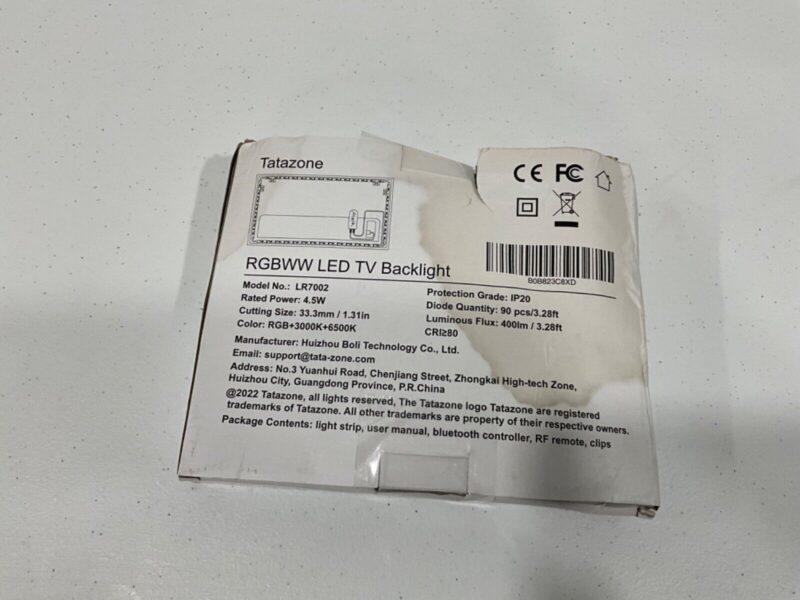 Tatazone
CE FC
RGBWW LED TV Backlight
B0B823C8XD
Model No.: LR7002
Rated Power: 4.5W
Cutting Size: 33.3mm / 1.31in
Color: RGB+3000K+6500K
Protection Grade: IP20
Diode Quantity: 90 pcs/3.28ft
Luminous Flux: 400lm / 3.28ft
CRI≥80
Manufacturer: Huizhou Boli Technology Co., Ltd.
Email: support@tata-zone.com
Address: No.3 Yuanhui Road, Chenjiang Street, Zhongkai High-tech Zone,
Huizhou City, Guangdong Province, P.R.China
@2022 Tatazone, all rights reserved, The Tatazone logo Tatazone are registered
trademarks of Tatazone. All other trademarks are property of their respective owners.
Package Contents: light strip, user manual, bluetooth controller, RF remote, clips